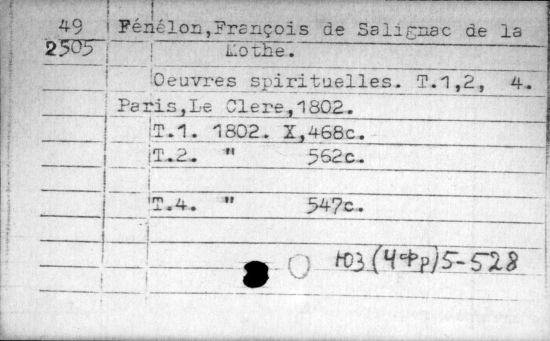 49 Fénélon,François de Salignac de la
2505 Mothe.
Oeuvres spirituelles. T.1,2, 4.
Paris,Le Clere,1802.
T.1. 1802. X,468c.
T.2. " 562c.
T.4. " 547c.
Ю3(4Фр)5-528